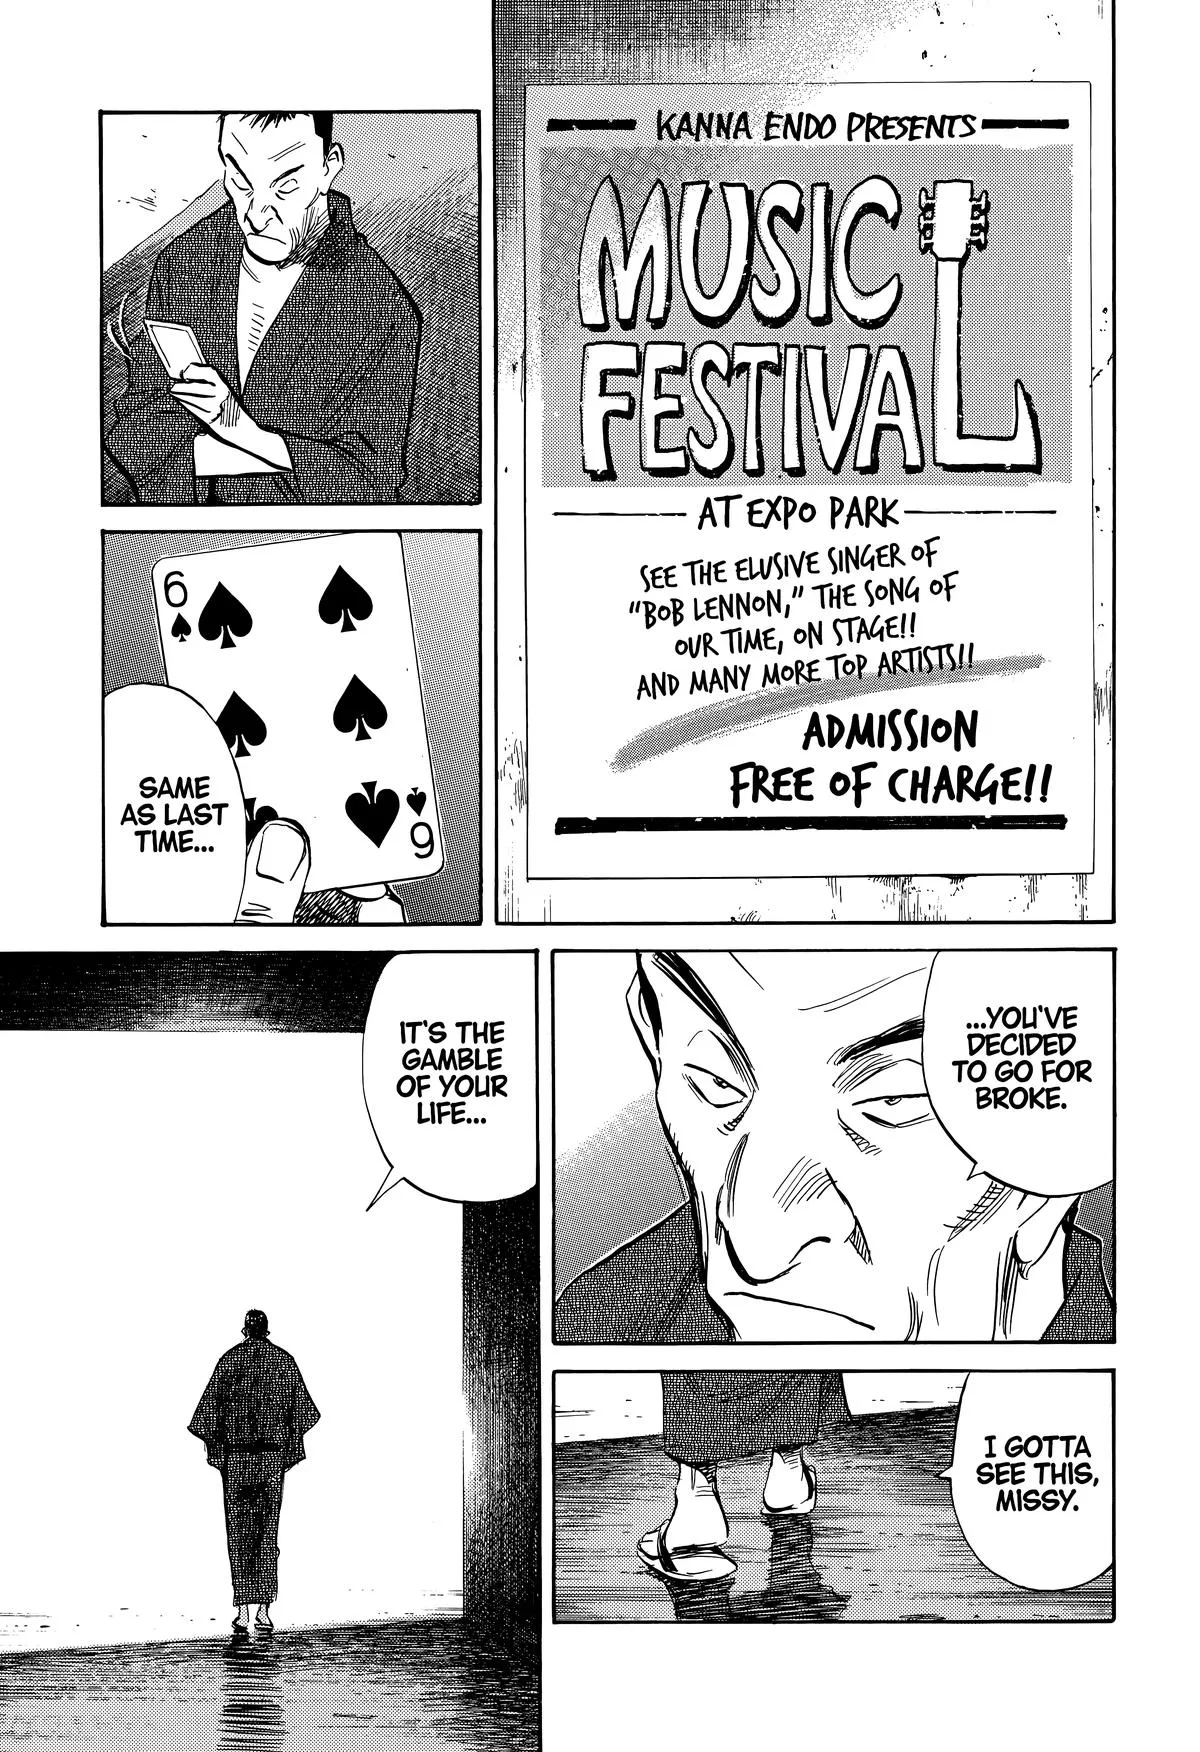 KANNA ENDO PRESENTS
MUSIC
FESTIVAL
AT EXPO PARK
SEE THE ELUSIVE SINGER OF
"BOB LENNON," THE SONG OF
OUR TIME, ON STAGE!!
AND MANY MORE TOP ARTISTS!!
ADMISSION
FREE OF CHARGE!!
6
6
SAME
AS LAST
TIME...
...YOU'VE
DECIDED
TO GO FOR
BROKE.
I GOTTA
SEE THIS,
MISSY.
IT'S THE
GAMBLE
OF YOUR
LIFE...